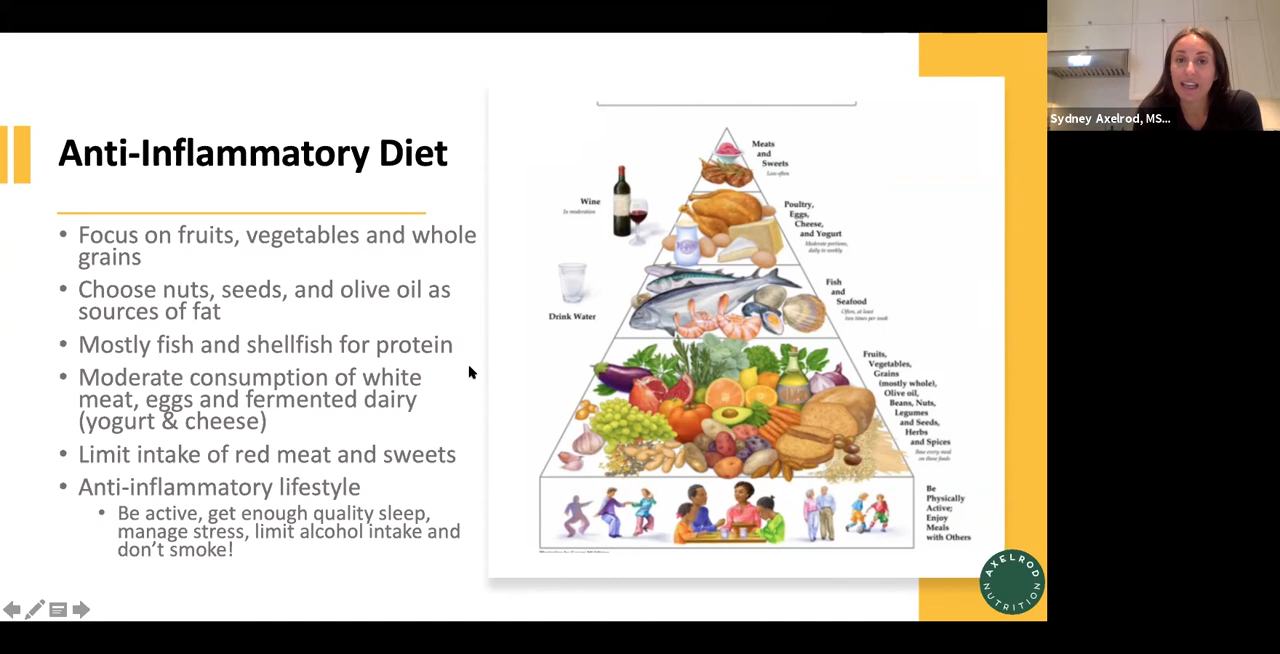 Anti-Inflammatory Diet
• Focus on fruits, vegetables and whole
grains
• Choose nuts, seeds, and olive oil as
sources of fat
• Mostly fish and shellfish for protein
• Moderate consumption of white
meat, eggs and fermented dairy
(yogurt & cheese)
• Limit intake of red meat and sweets
• Anti-inflammatory lifestyle
• Be active, get enough quality sleep,
manage stress, limit alcohol intake and
don't smoke!
Meats
and
Sweets
Less often
Wine
In moderation
Poultry,
Eggs,
Cheese,
and Yogurt
Moderate portions,
daily to weekly
Drink Water
Fish
and
Seafood
Often, at least
two times per week
Fruits,
Vegetables,
Grains
(mostly whole),
Olive oil,
Beans, Nuts,
Legumes
and Seeds,
Herbs
and Spices
Base every meal
on these foods
Be
Physically
Active;
Enjoy
Meals
with Others
AXELROD
NUTRITION
Sydney Axelrod, MS...